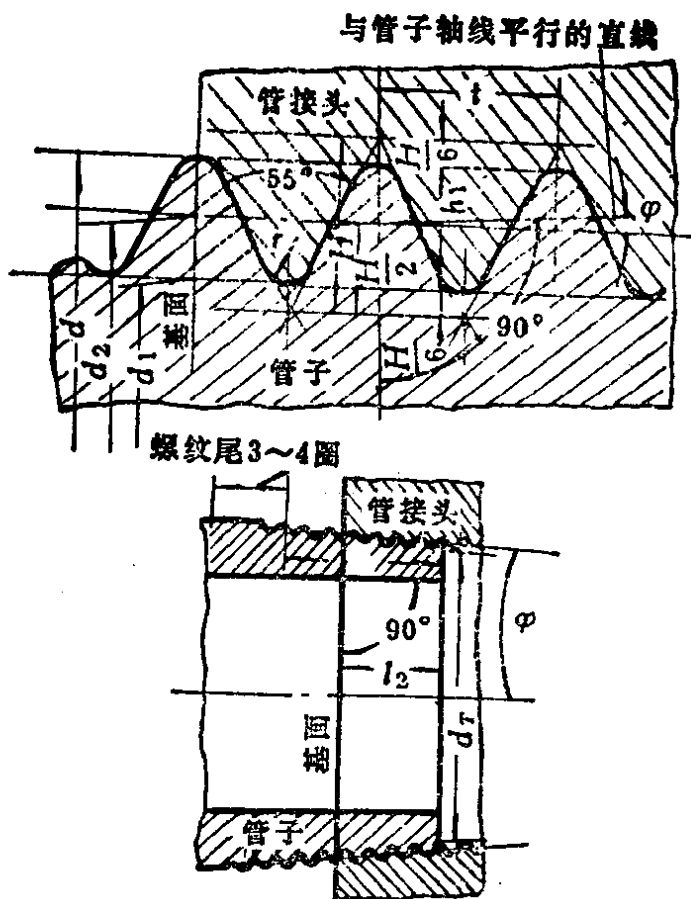 与管子轴线平行的直线
管接头
t
H/6
55°
h₁
φ
r
H/2
90°
d
d₂
d₁
基面
管子
H/6
螺纹尾3～4圈
管接头
90°
φ
l₂
基面
d_T
管子